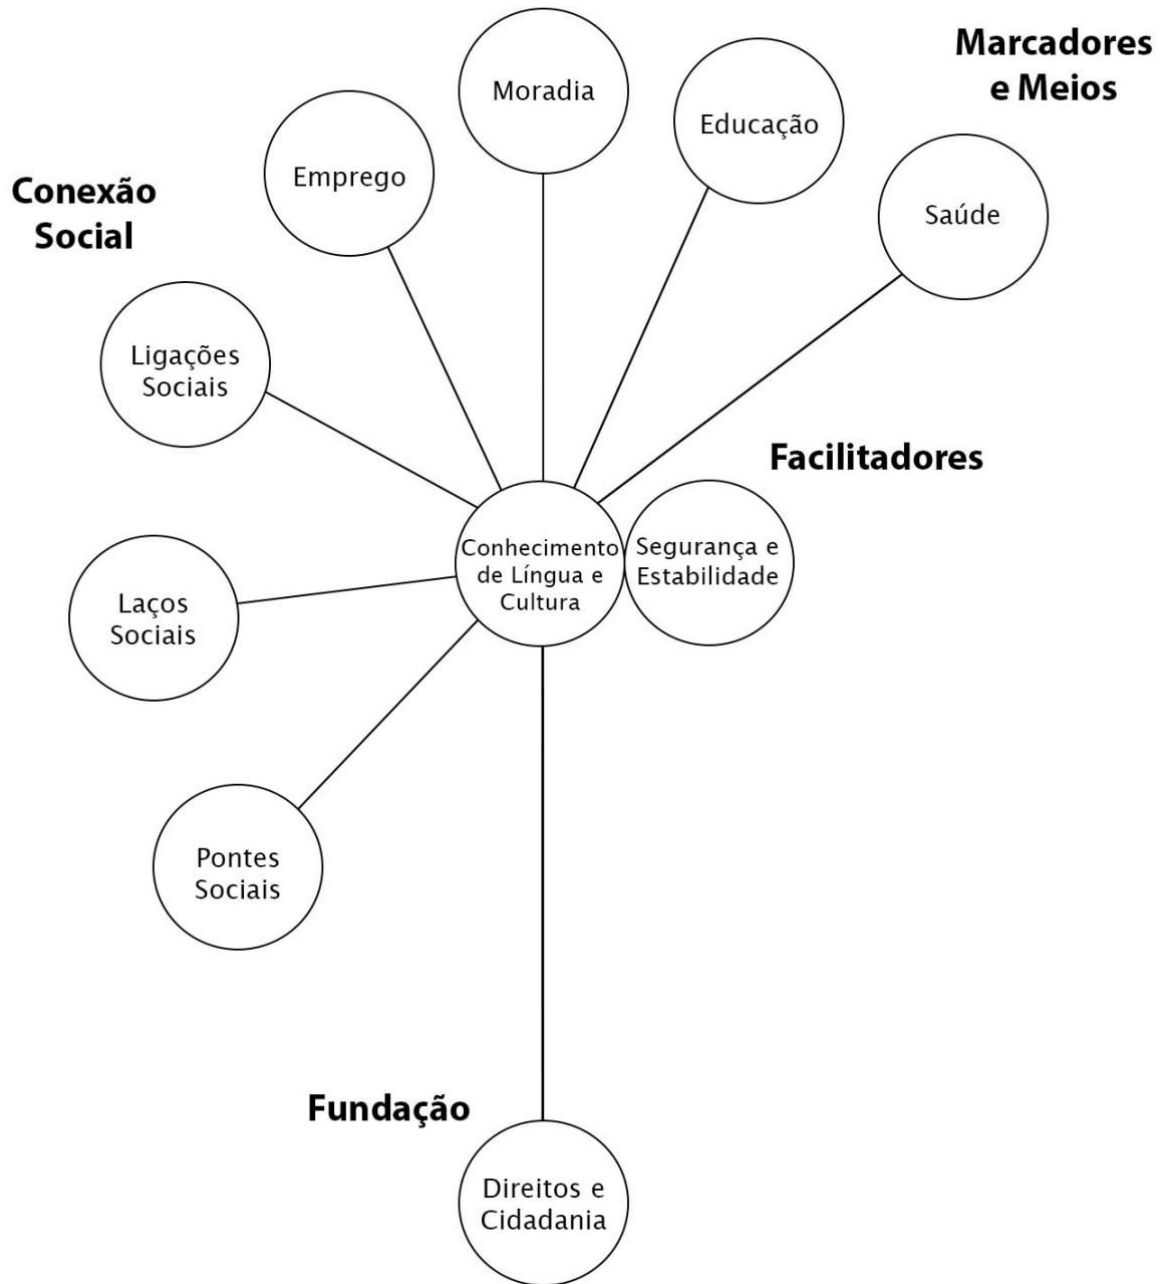 Marcadores
e Meios
Moradia
Educação
Emprego
Saúde
Conexão
Social
Ligações
Sociais
Facilitadores
Conhecimento
de Língua e
Cultura
Segurança e
Estabilidade
Laços
Sociais
Pontes
Sociais
Fundação
Direitos e
Cidadania